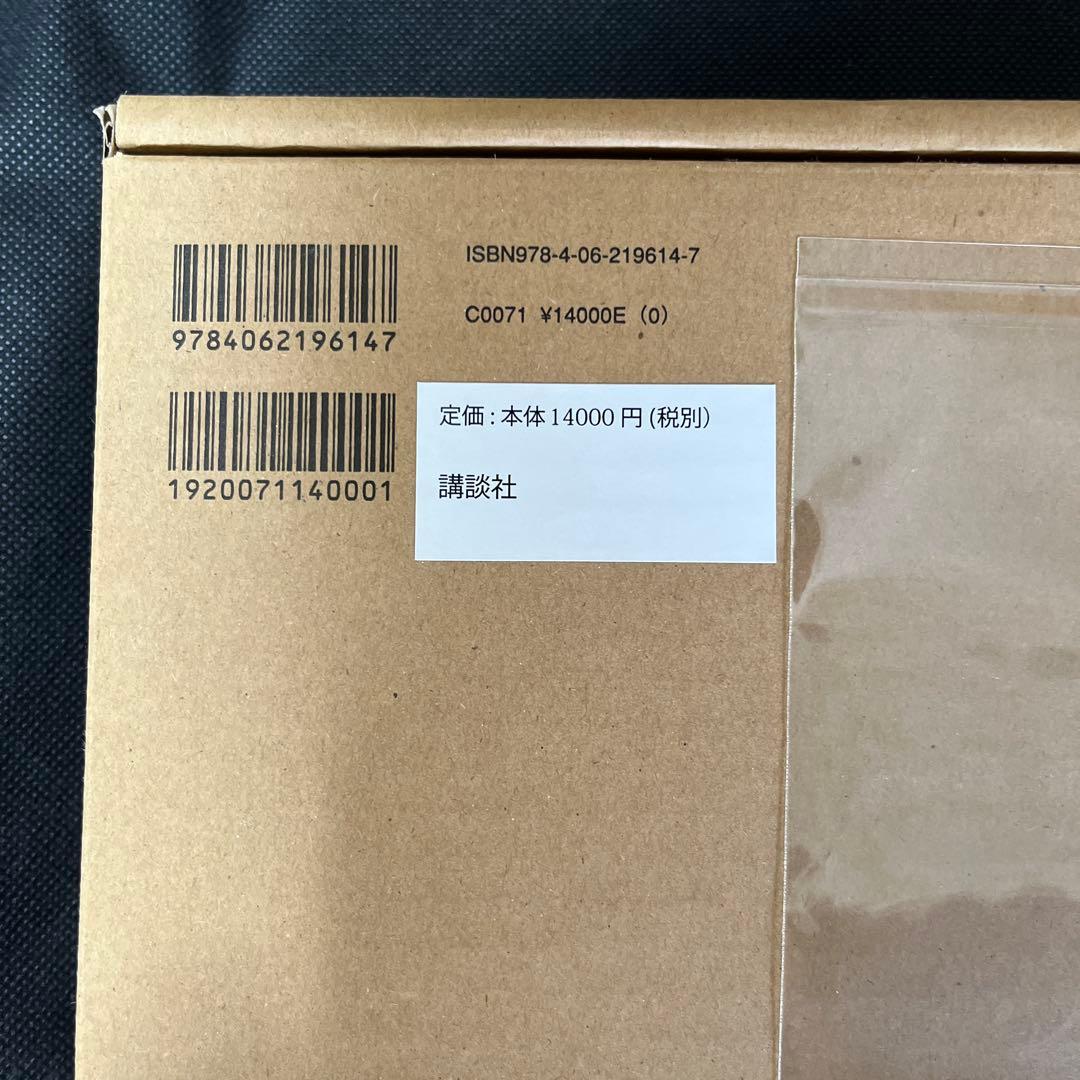 ISBN978-4-06-219614-7
C0071 ¥14000E (0)
9784062196147
1920071140001
定価 : 本体 14000 円 (税別)
講談社